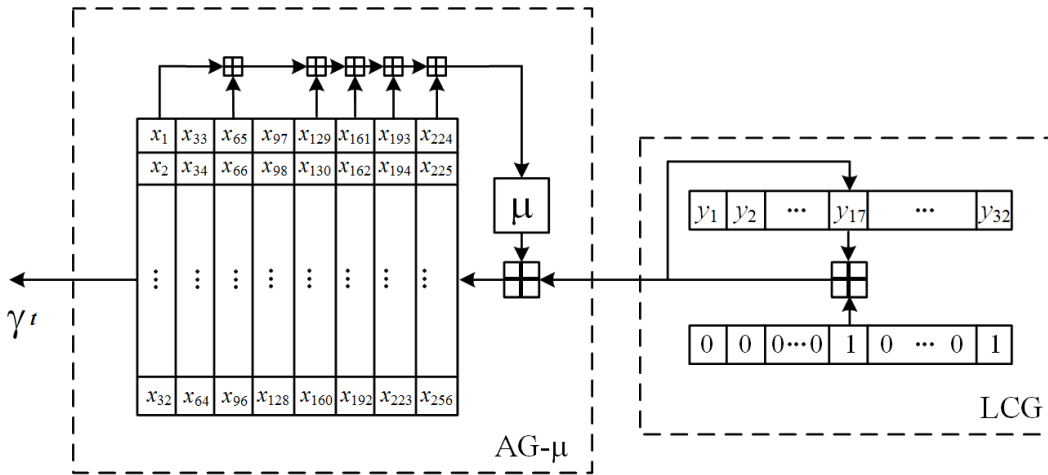 x1 x33 x65 x97 x129 x161 x193 x224
x2 x34 x66 x98 x130 x162 x194 x225
⋮ ⋮ ⋮ ⋮ ⋮ ⋮ ⋮ ⋮
x32 x64 x96 x128 x160 x192 x223 x256
μ
γ t
AG-μ
y1 y2 ··· y17 ··· y32
0 0 0···0 1 0 ··· 0 1
LCG